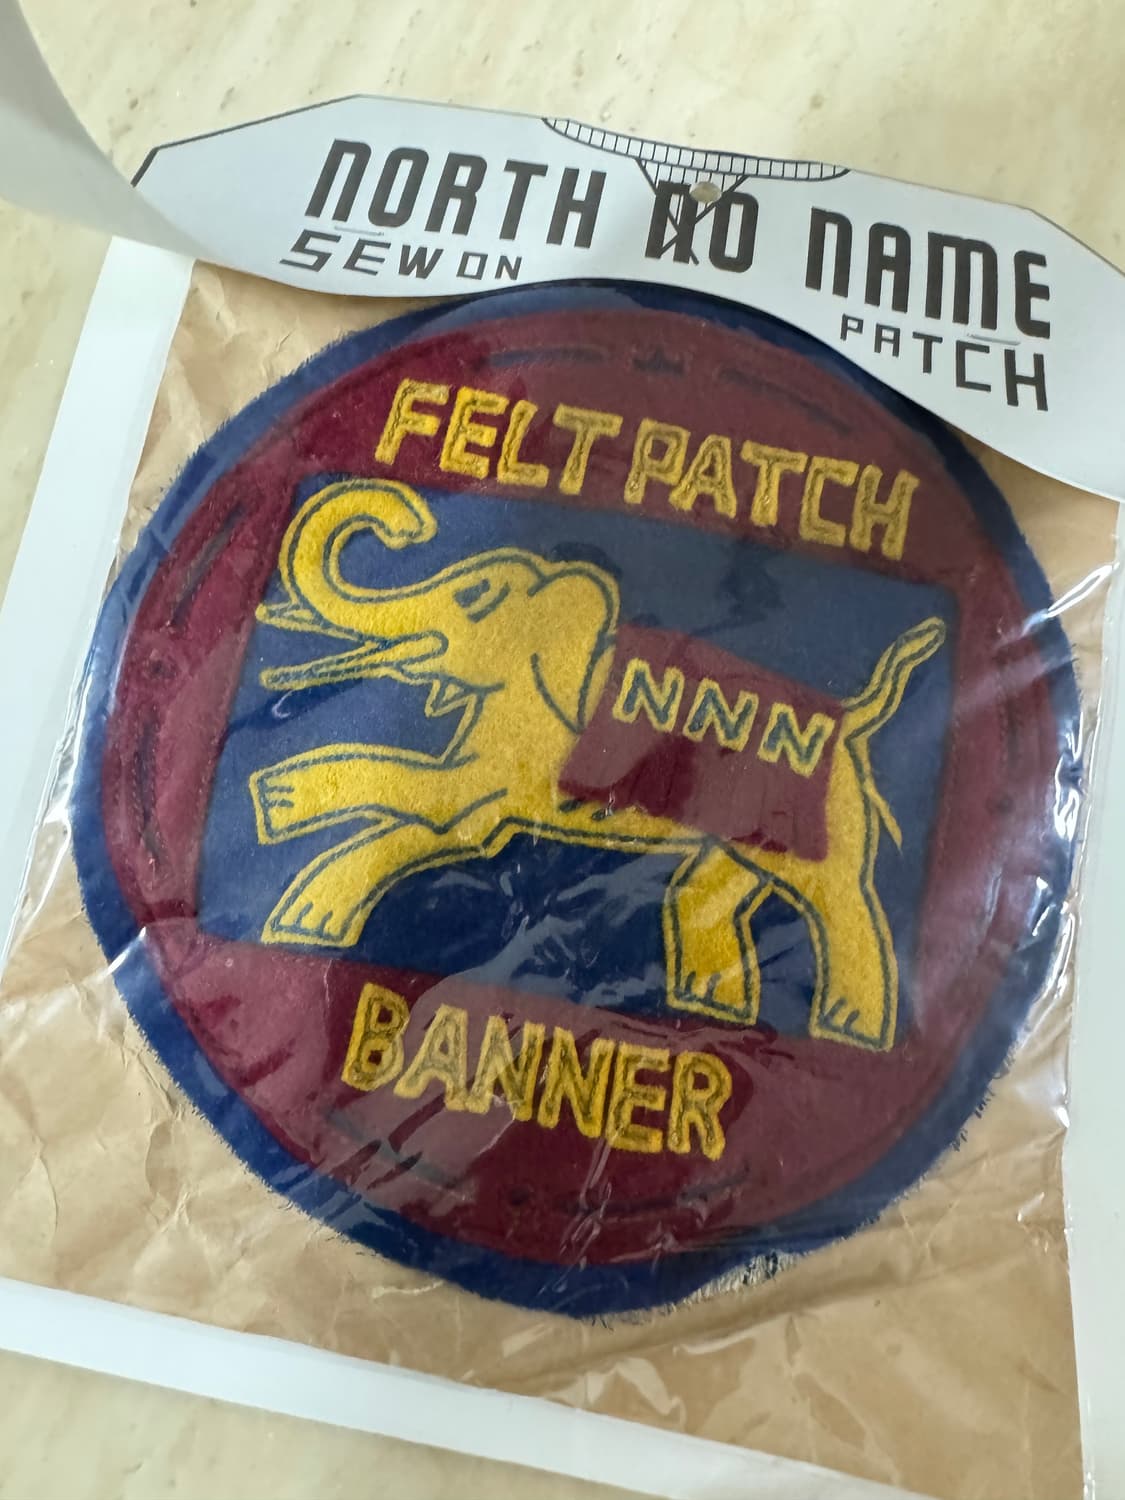 NORTH NO NAME
SEW ON PATCH
FELT PATCH
NNN
BANNER